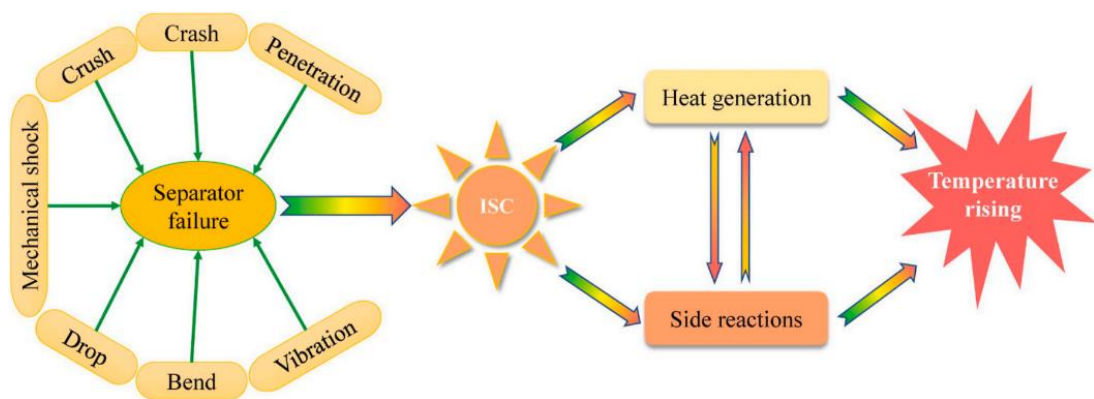 Crash
Crush
Penetration
Mechanical shock
Separator
failure
Drop
Bend
Vibration
ISC
Heat generation
Side reactions
Temperature
rising